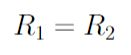 R₁ = R₂